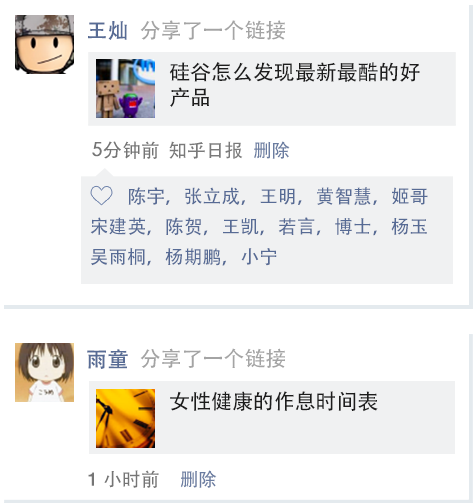 王灿 分享了一个链接
硅谷怎么发现最新最酷的好
产品
5分钟前 知乎日报 删除
陈宇，张立成，王明，黄智慧，姬哥
宋建英，陈贺，王凯，若言，博士，杨玉
吴雨桐，杨期鹏，小宁
雨童 分享了一个链接
女性健康的作息时间表
1 小时前 删除